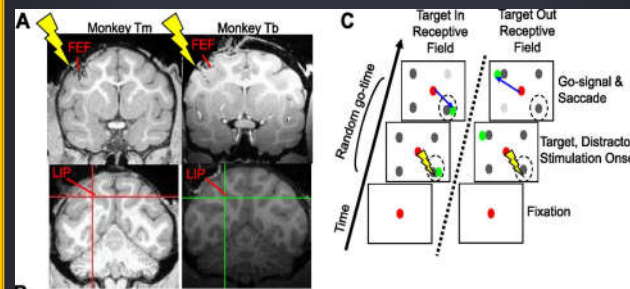 A
Monkey Tm
Monkey Tb
FEF
FEF
LIP
LIP
C
Target In
Receptive
Field
Target Out
Receptive
Field
Go-signal &
Saccade
Target, Distracto
Stimulation Onse
Fixation
Random go-time
Time